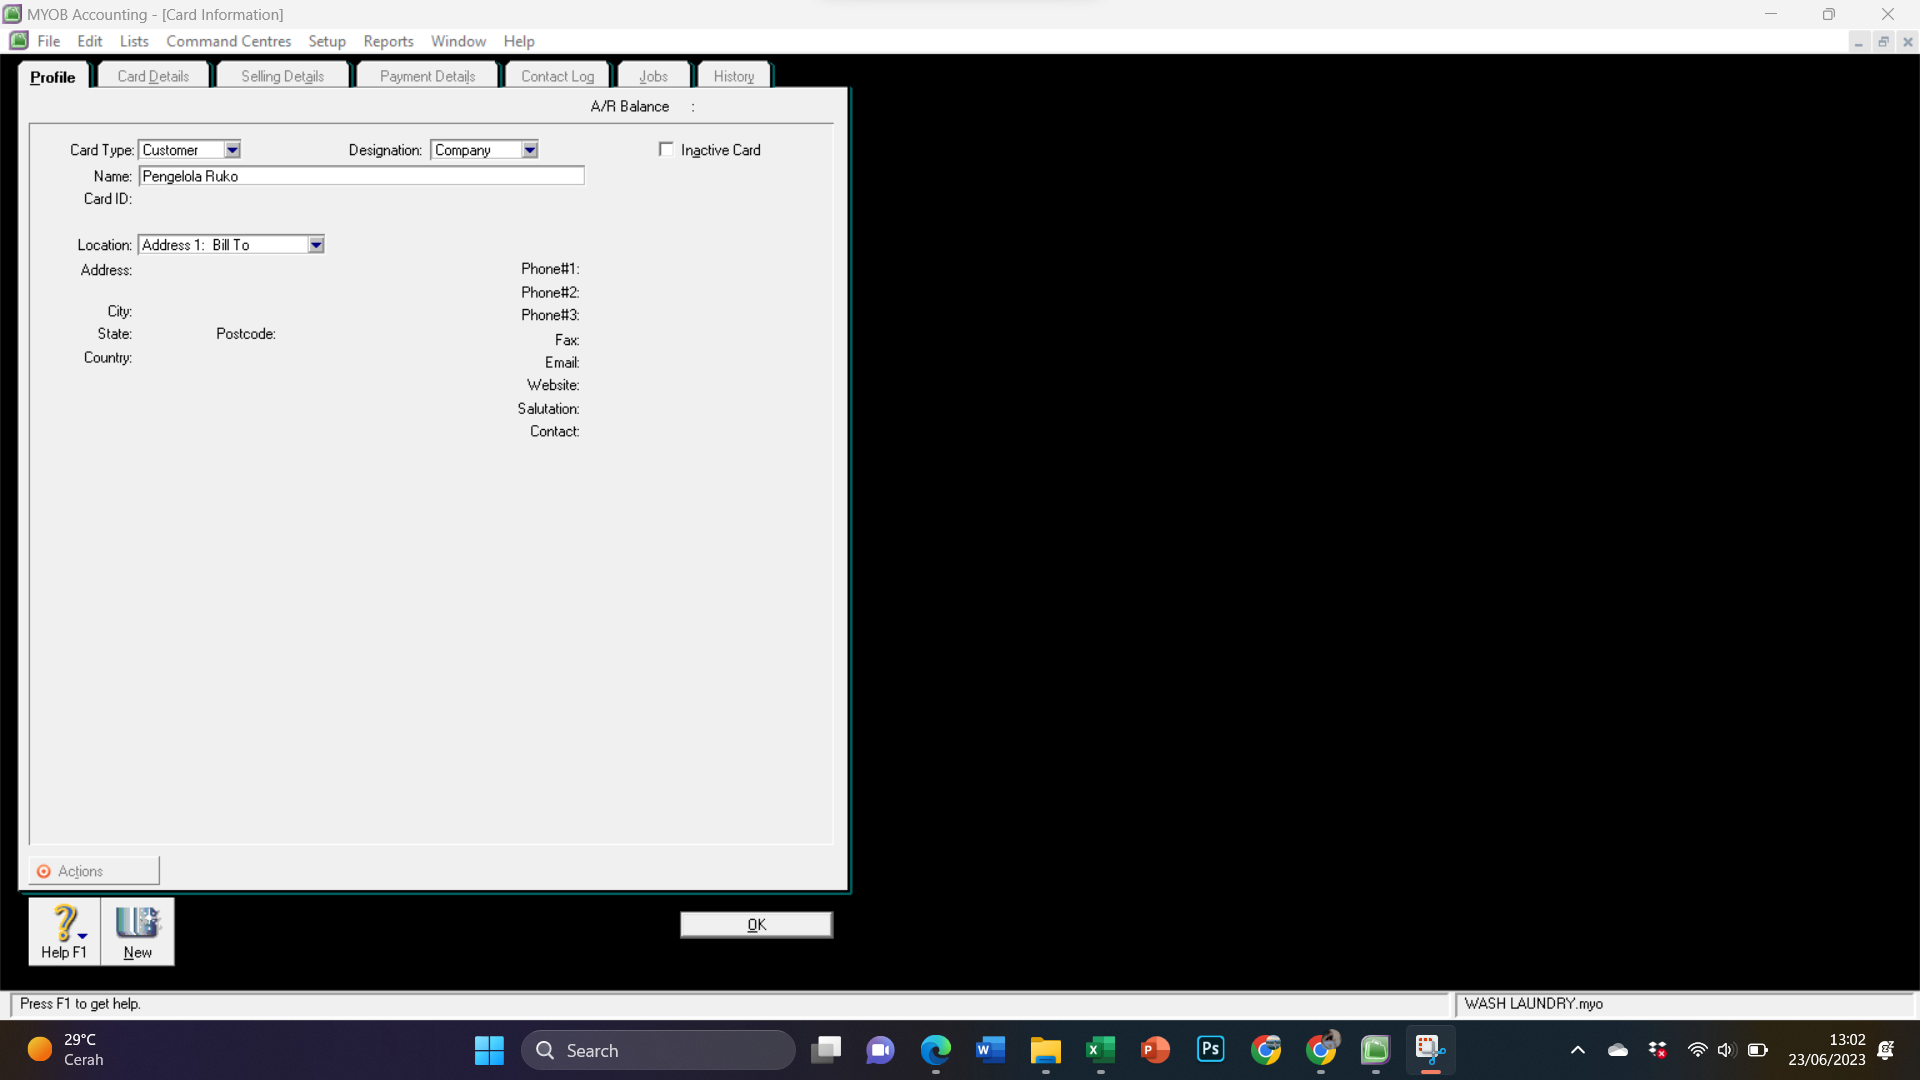 MYOB Accounting - [Card Information]
File Edit Lists Command Centres Setup Reports Window Help
Profile Card Details Selling Details Payment Details Contact Log Jobs History
A/R Balance :
Card Type: Customer Designation: Company Inactive Card
Name: Pengelola Ruko
Card ID:
Location: Address 1: Bill To
Address:
Phone#1:
Phone#2:
City:
Phone#3:
State: Postcode:
Fax:
Country:
Email:
Website:
Salutation:
Contact:
Actions
Help F1 New OK
Press F1 to get help. WASH LAUNDRY.myo
29°C
Cerah
Search
Ps
13:02
23/06/2023